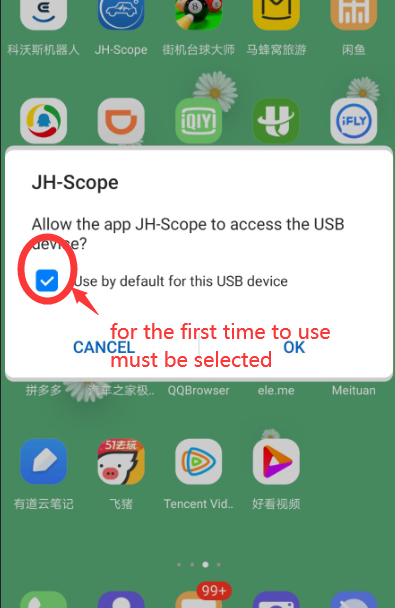 科沃斯机器人 JH-Scope 街机台球大师 马蜂窝旅游 闲鱼
QIYI iFLY
JH-Scope
Allow the app JH-Scope to access the USB
device?
Use by default for this USB device
for the first time to use
must be selected
CANCEL OK
拼多多 汽车之家极.. QQBrowser ele.me Meituan
51去玩
有道云笔记 飞猪 Tencent Vid.. 好看视频
99+